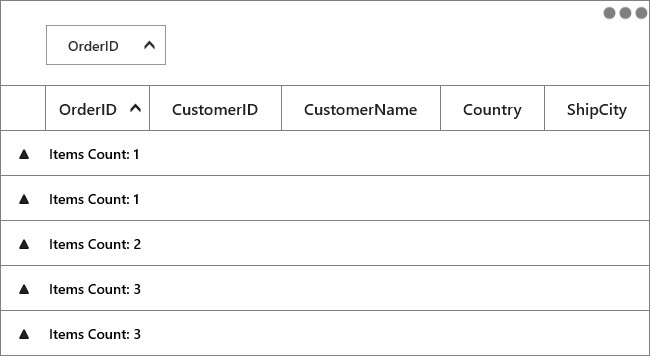 OrderID
OrderID CustomerID CustomerName Country ShipCity
Items Count: 1
Items Count: 1
Items Count: 2
Items Count: 3
Items Count: 3